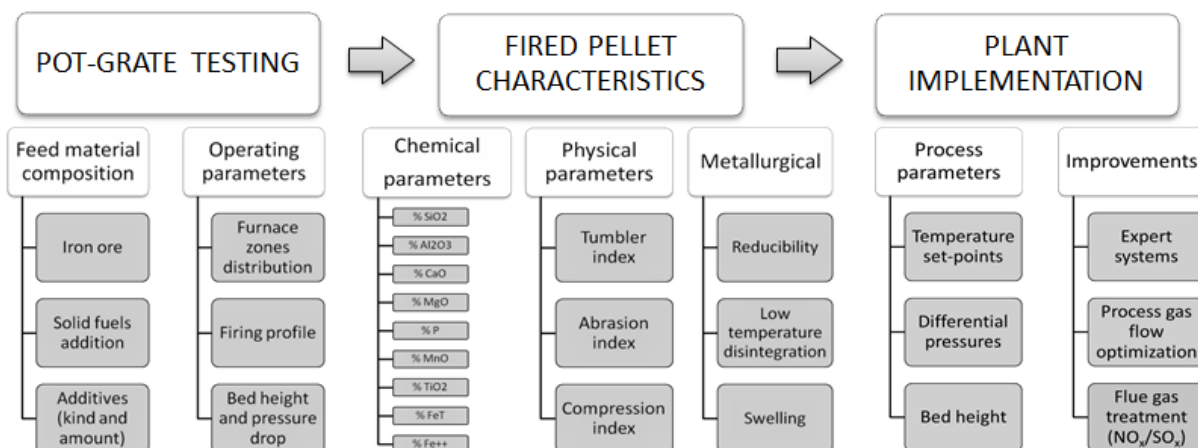 POT-GRATE TESTING
FIRED PELLET
CHARACTERISTICS
PLANT
IMPLEMENTATION
Feed material
composition
Iron ore
Solid fuels
addition
Additives
(kind and
amount)
Operating
parameters
Furnace
zones
distribution
Firing profile
Bed height
and pressure
drop
Chemical
parameters
% SiO2
% Al2O3
% CaO
% MgO
% P
% MnO
% TiO2
% FeT
% Fe++
Physical
parameters
Tumbler
index
Abrasion
index
Compression
index
Metallurgical
Reducibility
Low
temperature
disintegration
Swelling
Process
parameters
Temperature
set-points
Differential
pressures
Bed height
Improvements
Expert
systems
Process gas
flow
optimization
Flue gas
treatment
(NOₓ/SOₓ)